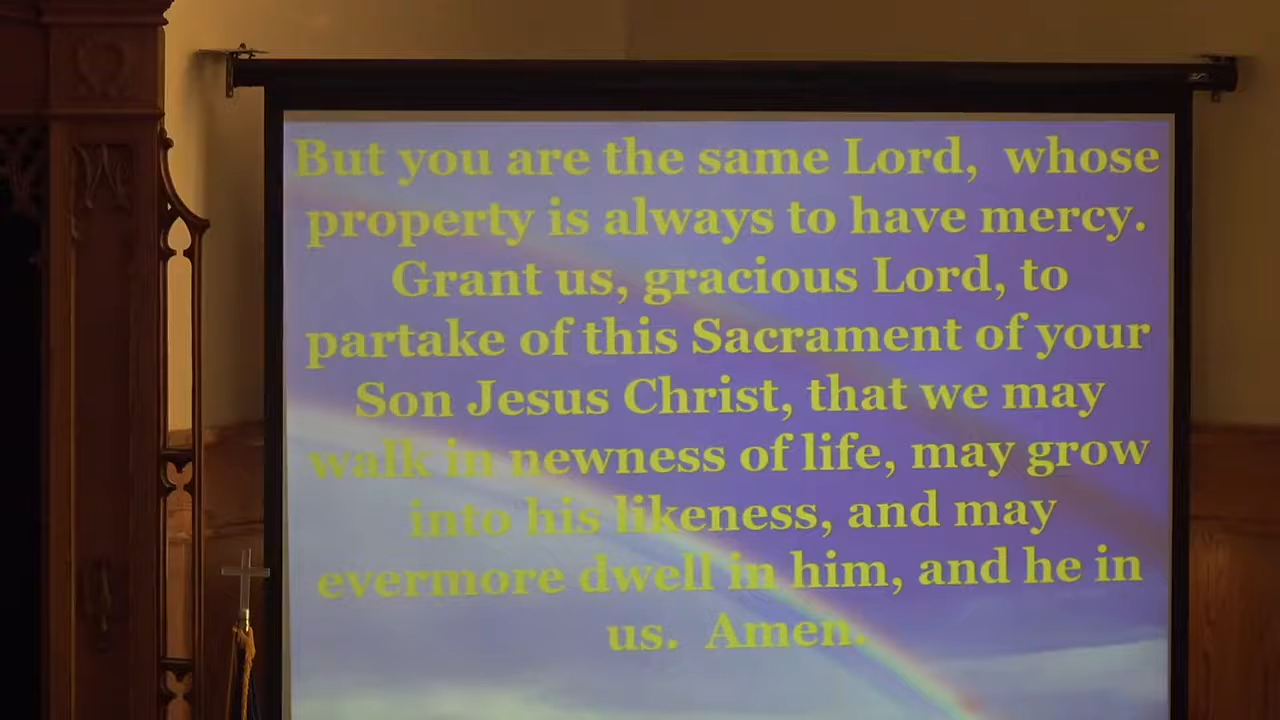 But you are the same Lord,  whose
property is always to have mercy.
Grant us, gracious Lord, to
partake of this Sacrament of your
Son Jesus Christ, that we may
walk in newness of life, may grow
into his likeness, and may
evermore dwell in him, and he in
us.  Amen.